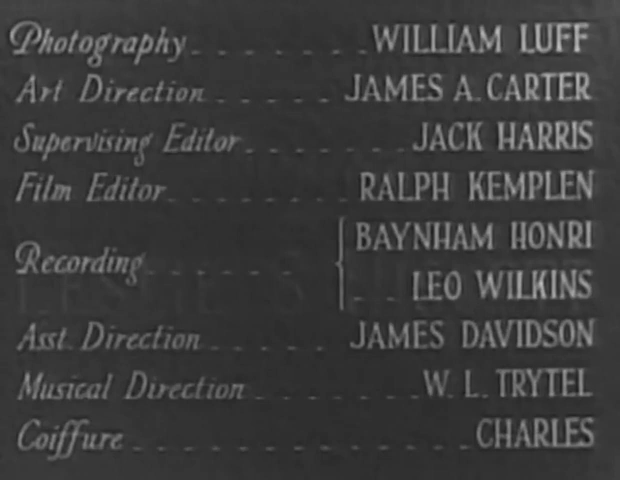 Photography WILLIAM LUFF
Art Direction JAMES A. CARTER
Supervising Editor JACK HARRIS
Film Editor RALPH KEMPLEN
Recording BAYNHAM HONRI
LEO WILKINS
Asst. Direction JAMES DAVIDSON
Musical Direction W. L. TRYTEL
Coiffure CHARLES